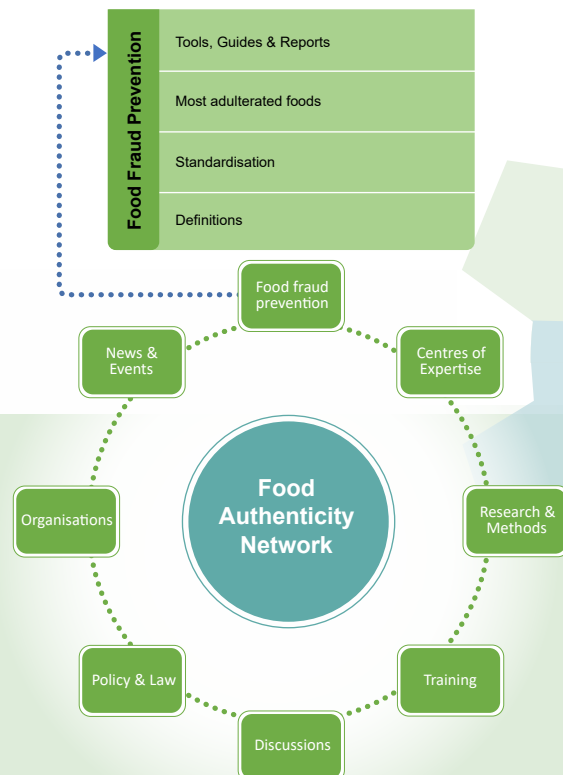 Food Fraud Prevention
Tools, Guides & Reports
Most adulterated foods
Standardisation
Definitions
Food fraud
prevention
News &
Events
Centres of
Expertise
Organisations
Food
Authenticity
Network
Research &
Methods
Policy & Law
Training
Discussions